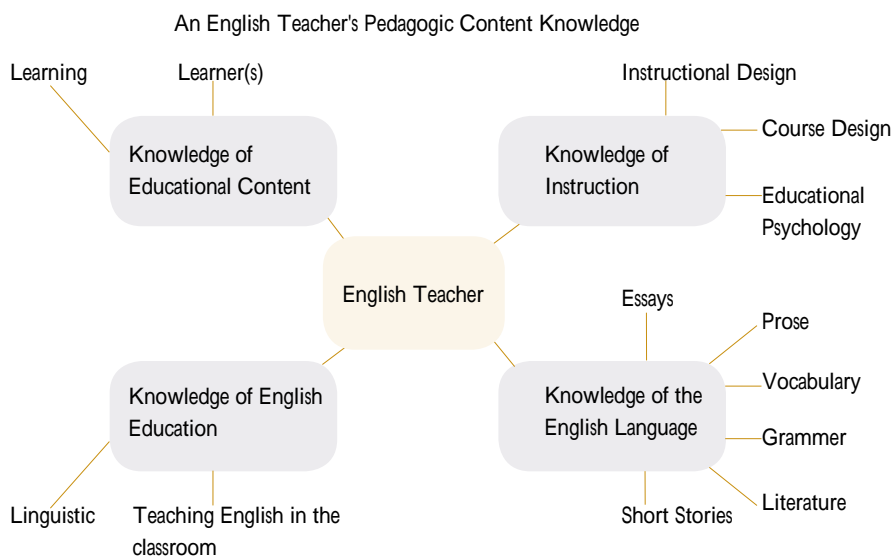 An English Teacher's Pedagogic Content Knowledge
Learning
Learner(s)
Knowledge of
Educational Content
Instructional Design
Course Design
Educational
Psychology
Knowledge of
Instruction
English Teacher
Knowledge of English
Education
Linguistic
Teaching English in the
classroom
Essays
Prose
Vocabulary
Grammer
Literature
Short Stories
Knowledge of the
English Language